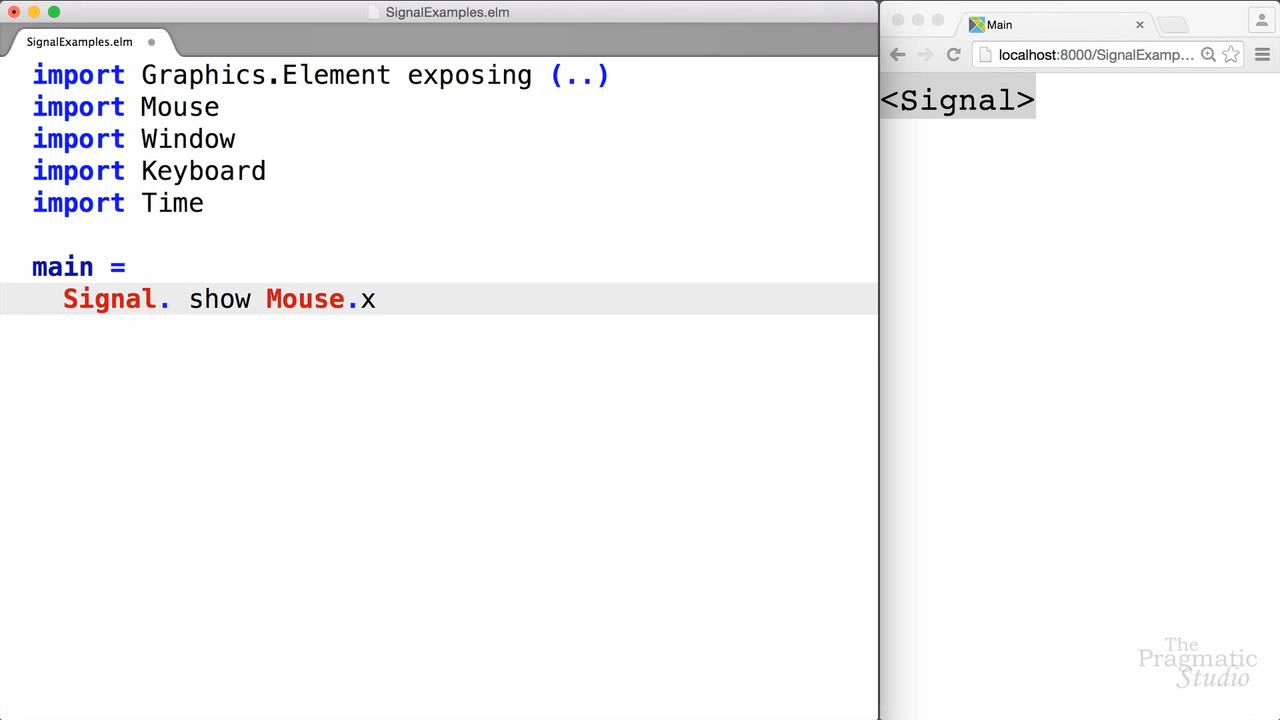 SignalExamples.elm
SignalExamples.elm
import Graphics.Element exposing (..)
import Mouse
import Window
import Keyboard
import Time
main =
Signal. show Mouse.x
Main
localhost:8000/SignalExamp...
<Signal>
The
Pragmatic
Studio